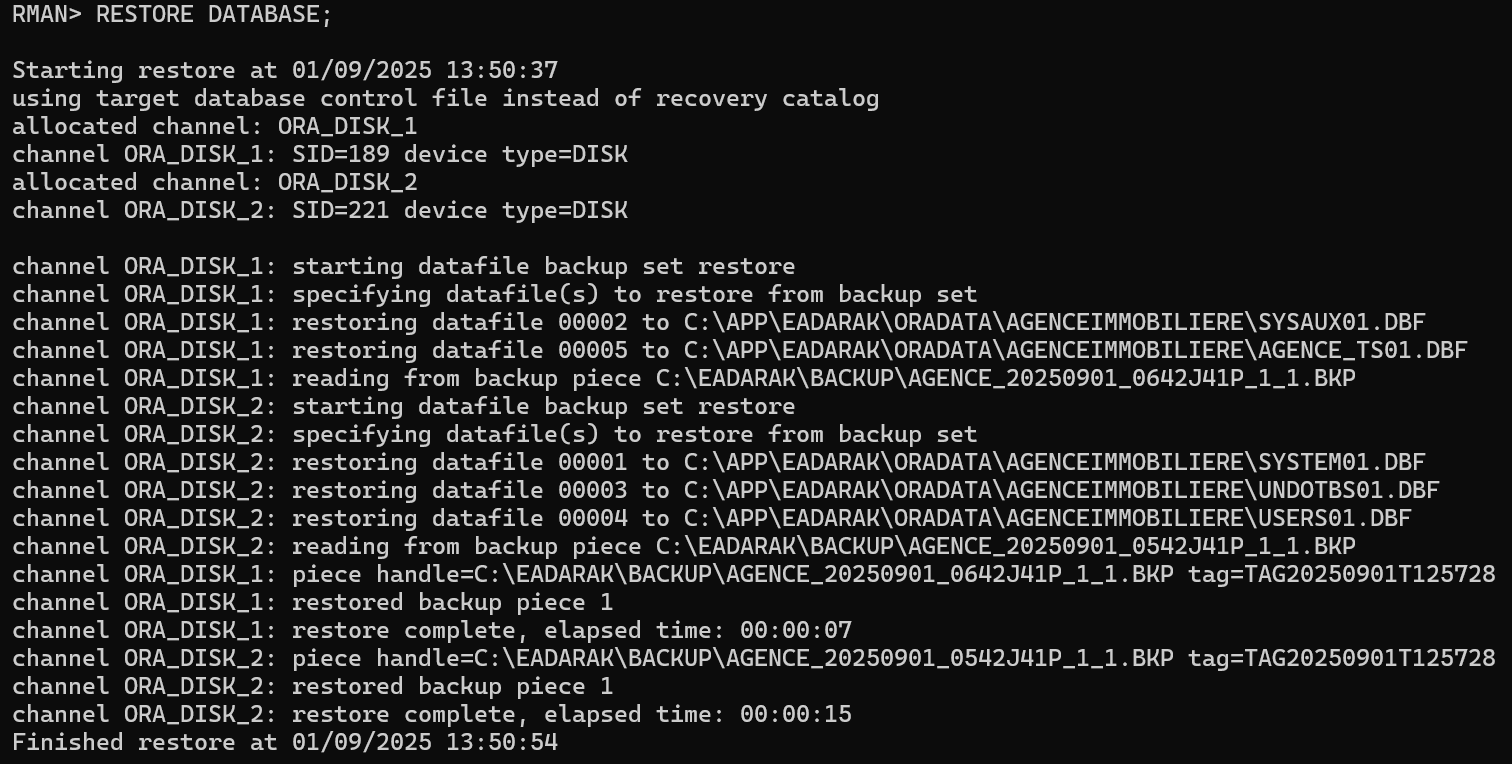 RMAN> RESTORE DATABASE;
Starting restore at 01/09/2025 13:50:37
using target database control file instead of recovery catalog
allocated channel: ORA_DISK_1
channel ORA_DISK_1: SID=189 device type=DISK
allocated channel: ORA_DISK_2
channel ORA_DISK_2: SID=221 device type=DISK
channel ORA_DISK_1: starting datafile backup set restore
channel ORA_DISK_1: specifying datafile(s) to restore from backup set
channel ORA_DISK_1: restoring datafile 00002 to C:\APP\EADARAK\ORADATA\AGENCEIMMOBILIERE\SYSAUX01.DBF
channel ORA_DISK_1: restoring datafile 00005 to C:\APP\EADARAK\ORADATA\AGENCEIMMOBILIERE\AGENCE_TS01.DBF
channel ORA_DISK_1: reading from backup piece C:\EADARAK\BACKUP\AGENCE_20250901_0642J41P_1_1.BKP
channel ORA_DISK_2: starting datafile backup set restore
channel ORA_DISK_2: specifying datafile(s) to restore from backup set
channel ORA_DISK_2: restoring datafile 00001 to C:\APP\EADARAK\ORADATA\AGENCEIMMOBILIERE\SYSTEM01.DBF
channel ORA_DISK_2: restoring datafile 00003 to C:\APP\EADARAK\ORADATA\AGENCEIMMOBILIERE\UNDOTBS01.DBF
channel ORA_DISK_2: restoring datafile 00004 to C:\APP\EADARAK\ORADATA\AGENCEIMMOBILIERE\USERS01.DBF
channel ORA_DISK_2: reading from backup piece C:\EADARAK\BACKUP\AGENCE_20250901_0542J41P_1_1.BKP
channel ORA_DISK_1: piece handle=C:\EADARAK\BACKUP\AGENCE_20250901_0642J41P_1_1.BKP tag=TAG20250901T125728
channel ORA_DISK_1: restored backup piece 1
channel ORA_DISK_1: restore complete, elapsed time: 00:00:07
channel ORA_DISK_2: piece handle=C:\EADARAK\BACKUP\AGENCE_20250901_0542J41P_1_1.BKP tag=TAG20250901T125728
channel ORA_DISK_2: restored backup piece 1
channel ORA_DISK_2: restore complete, elapsed time: 00:00:15
Finished restore at 01/09/2025 13:50:54